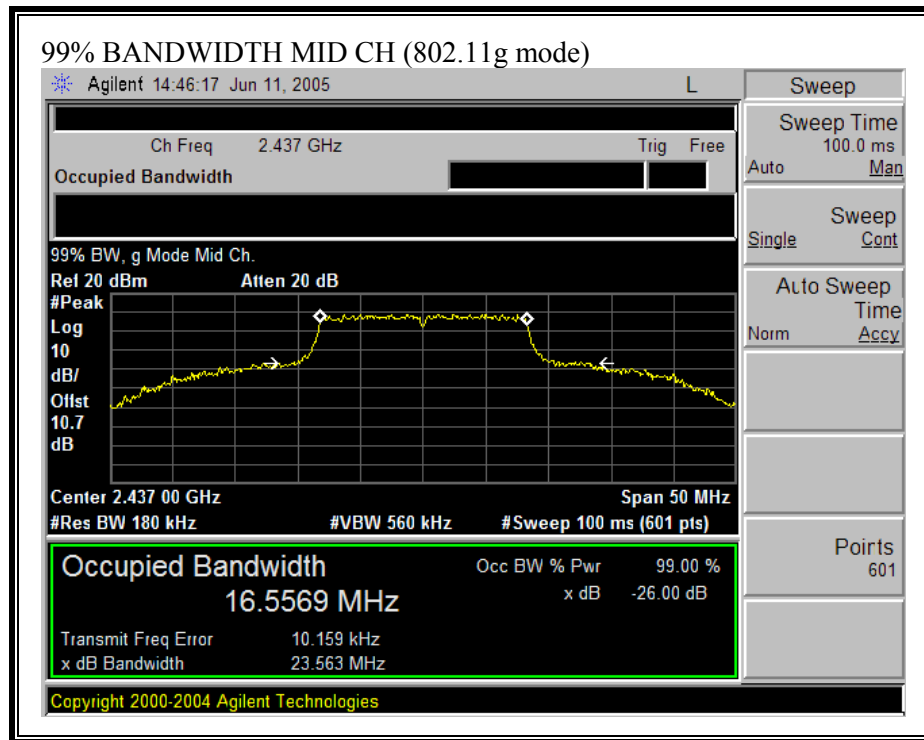 99% BANDWIDTH MID CH (802.11g mode)
Agilent 14:46:17 Jun 11, 2005 L
Sweep
Ch Freq 2.437 GHz Trig Free
Occupied Bandwidth
Sweep Time
100.0 ms
Auto Man
Sweep
Single Cont
Auto Sweep
Time
Norm Accy
99% BW, g Mode Mid Ch.
Ref 20 dBm Atten 20 dB
#Peak
Log
10
dB/
Offst
10.7
dB
Center 2.437 00 GHz Span 50 MHz
#Res BW 180 kHz #VBW 560 kHz #Sweep 100 ms (601 pts)
Points
601
Occupied Bandwidth Occ BW % Pwr 99.00 %
16.5569 MHz x dB -26.00 dB
Transmit Freq Error 10.159 kHz
x dB Bandwidth 23.563 MHz
Copyright 2000-2004 Agilent Technologies